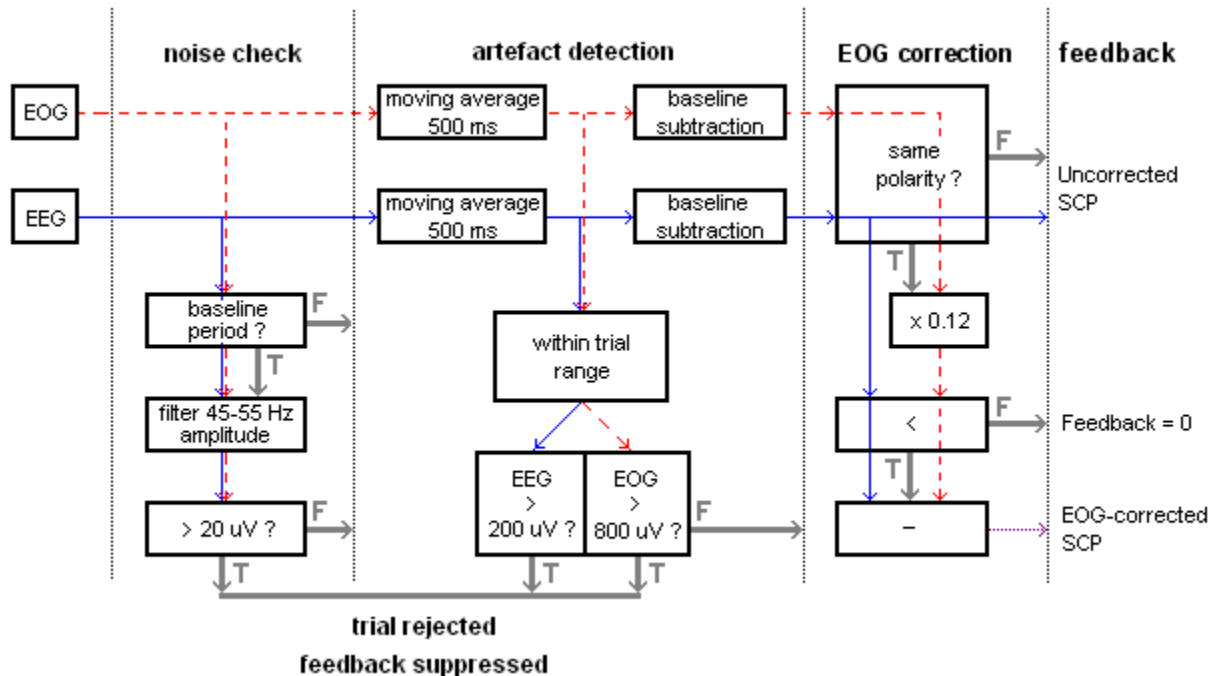 noise check
artefact detection
EOG correction
feedback
EOG
moving average
500 ms
baseline
subtraction
same
polarity ?
F
Uncorrected
SCP
EEG
moving average
500 ms
baseline
subtraction
T
baseline
period ?
F
T
within trial
range
x 0.12
filter 45-55 Hz
amplitude
<
F
Feedback = 0
T
> 20 uV ?
F
T
EEG
>
200 uV ?
EOG
>
800 uV ?
F
T
T
–
EOG-corrected
SCP
trial rejected
feedback suppressed